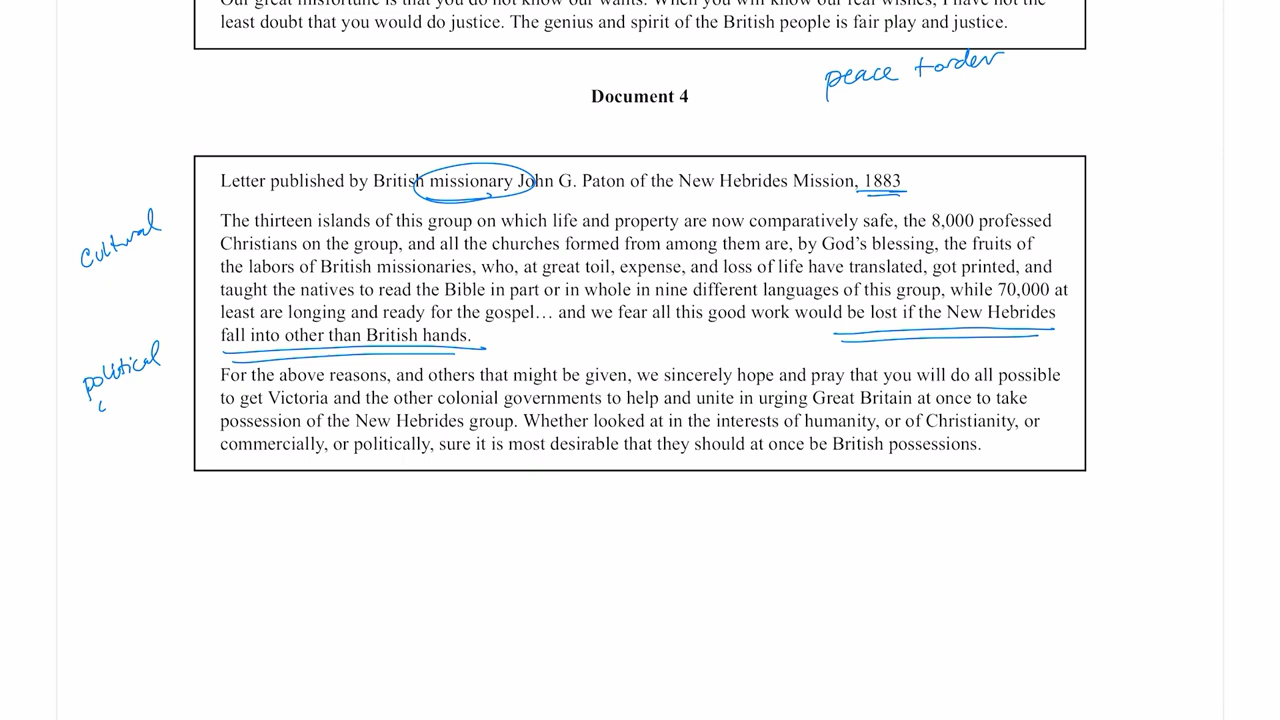 least doubt that you would do justice. The genius and spirit of the British people is fair play and justice.
peace + order
Document 4
Letter published by British missionary John G. Paton of the New Hebrides Mission, 1883
cultural
The thirteen islands of this group on which life and property are now comparatively safe, the 8,000 professed
Christians on the group, and all the churches formed from among them are, by God’s blessing, the fruits of
the labors of British missionaries, who, at great toil, expense, and loss of life have translated, got printed, and
taught the natives to read the Bible in part or in whole in nine different languages of this group, while 70,000 at
least are longing and ready for the gospel… and we fear all this good work would be lost if the New Hebrides
fall into other than British hands.
political
For the above reasons, and others that might be given, we sincerely hope and pray that you will do all possible
to get Victoria and the other colonial governments to help and unite in urging Great Britain at once to take
possession of the New Hebrides group. Whether looked at in the interests of humanity, or of Christianity, or
commercially, or politically, sure it is most desirable that they should at once be British possessions.